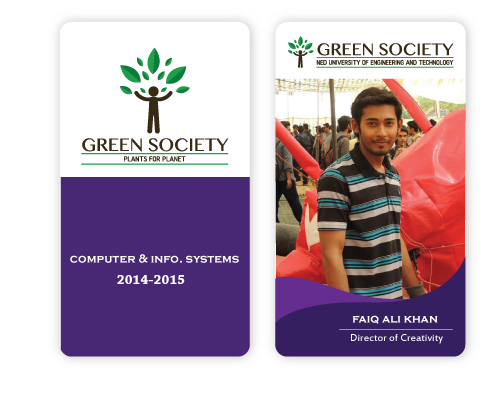 GREEN SOCIETY
PLANTS FOR PLANET
COMPUTER & INFO. SYSTEMS
2014-2015
GREEN SOCIETY
NED UNIVERSITY OF ENGINEERING AND TECHNOLOGY
FAIQ ALI KHAN
Director of Creativity